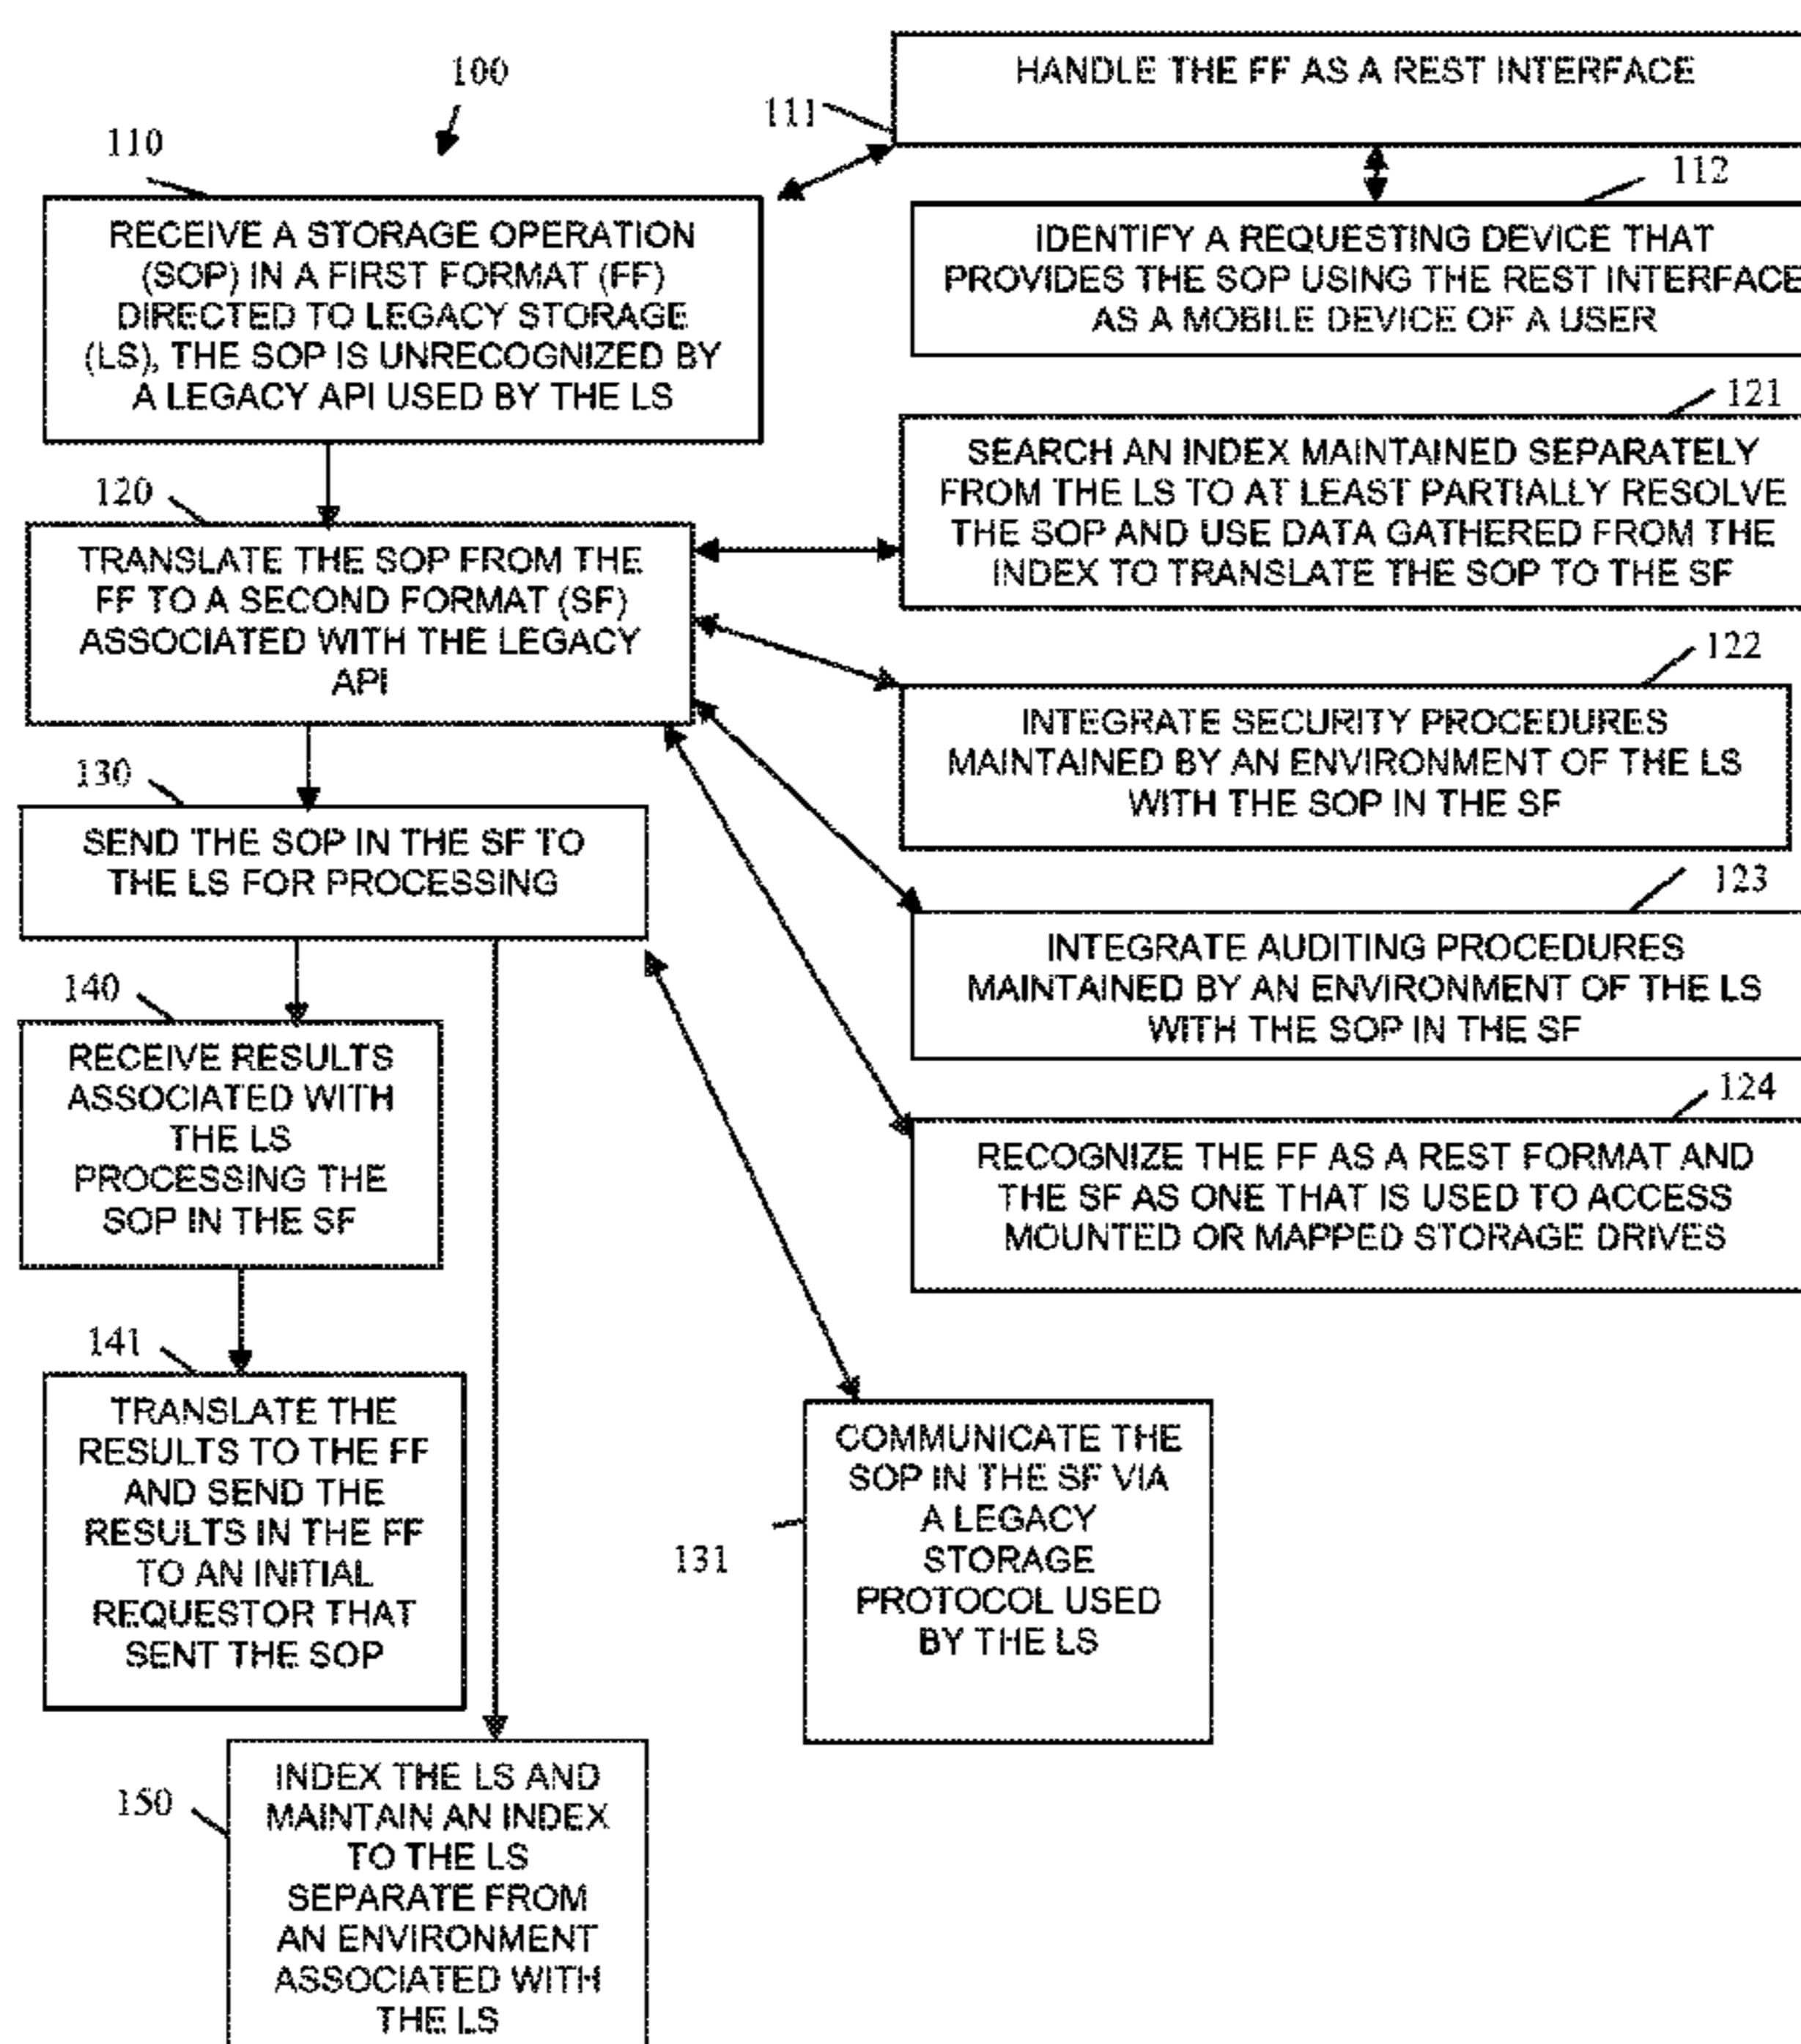 100
110
RECEIVE A STORAGE OPERATION
(SOP) IN A FIRST FORMAT (FF)
DIRECTED TO LEGACY STORAGE
(LS), THE SOP IS UNRECOGNIZED BY
A LEGACY API USED BY THE LS
111
HANDLE THE FF AS A REST INTERFACE
112
IDENTIFY A REQUESTING DEVICE THAT
PROVIDES THE SOP USING THE REST INTERFACE
AS A MOBILE DEVICE OF A USER
120
TRANSLATE THE SOP FROM THE
FF TO A SECOND FORMAT (SF)
ASSOCIATED WITH THE LEGACY
API
121
SEARCH AN INDEX MAINTAINED SEPARATELY
FROM THE LS TO AT LEAST PARTIALLY RESOLVE
THE SOP AND USE DATA GATHERED FROM THE
INDEX TO TRANSLATE THE SOP TO THE SF
122
INTEGRATE SECURITY PROCEDURES
MAINTAINED BY AN ENVIRONMENT OF THE LS
WITH THE SOP IN THE SF
123
INTEGRATE AUDITING PROCEDURES
MAINTAINED BY AN ENVIRONMENT OF THE LS
WITH THE SOP IN THE SF
124
RECOGNIZE THE FF AS A REST FORMAT AND
THE SF AS ONE THAT IS USED TO ACCESS
MOUNTED OR MAPPED STORAGE DRIVES
130
SEND THE SOP IN THE SF TO
THE LS FOR PROCESSING
131
COMMUNICATE THE
SOP IN THE SF VIA
A LEGACY
STORAGE
PROTOCOL USED
BY THE LS
140
RECEIVE RESULTS
ASSOCIATED WITH
THE LS
PROCESSING THE
SOP IN THE SF
141
TRANSLATE THE
RESULTS TO THE FF
AND SEND THE
RESULTS IN THE FF
TO AN INITIAL
REQUESTOR THAT
SENT THE SOP
150
INDEX THE LS AND
MAINTAIN AN INDEX
TO THE LS
SEPARATE FROM
AN ENVIRONMENT
ASSOCIATED WITH
THE LS